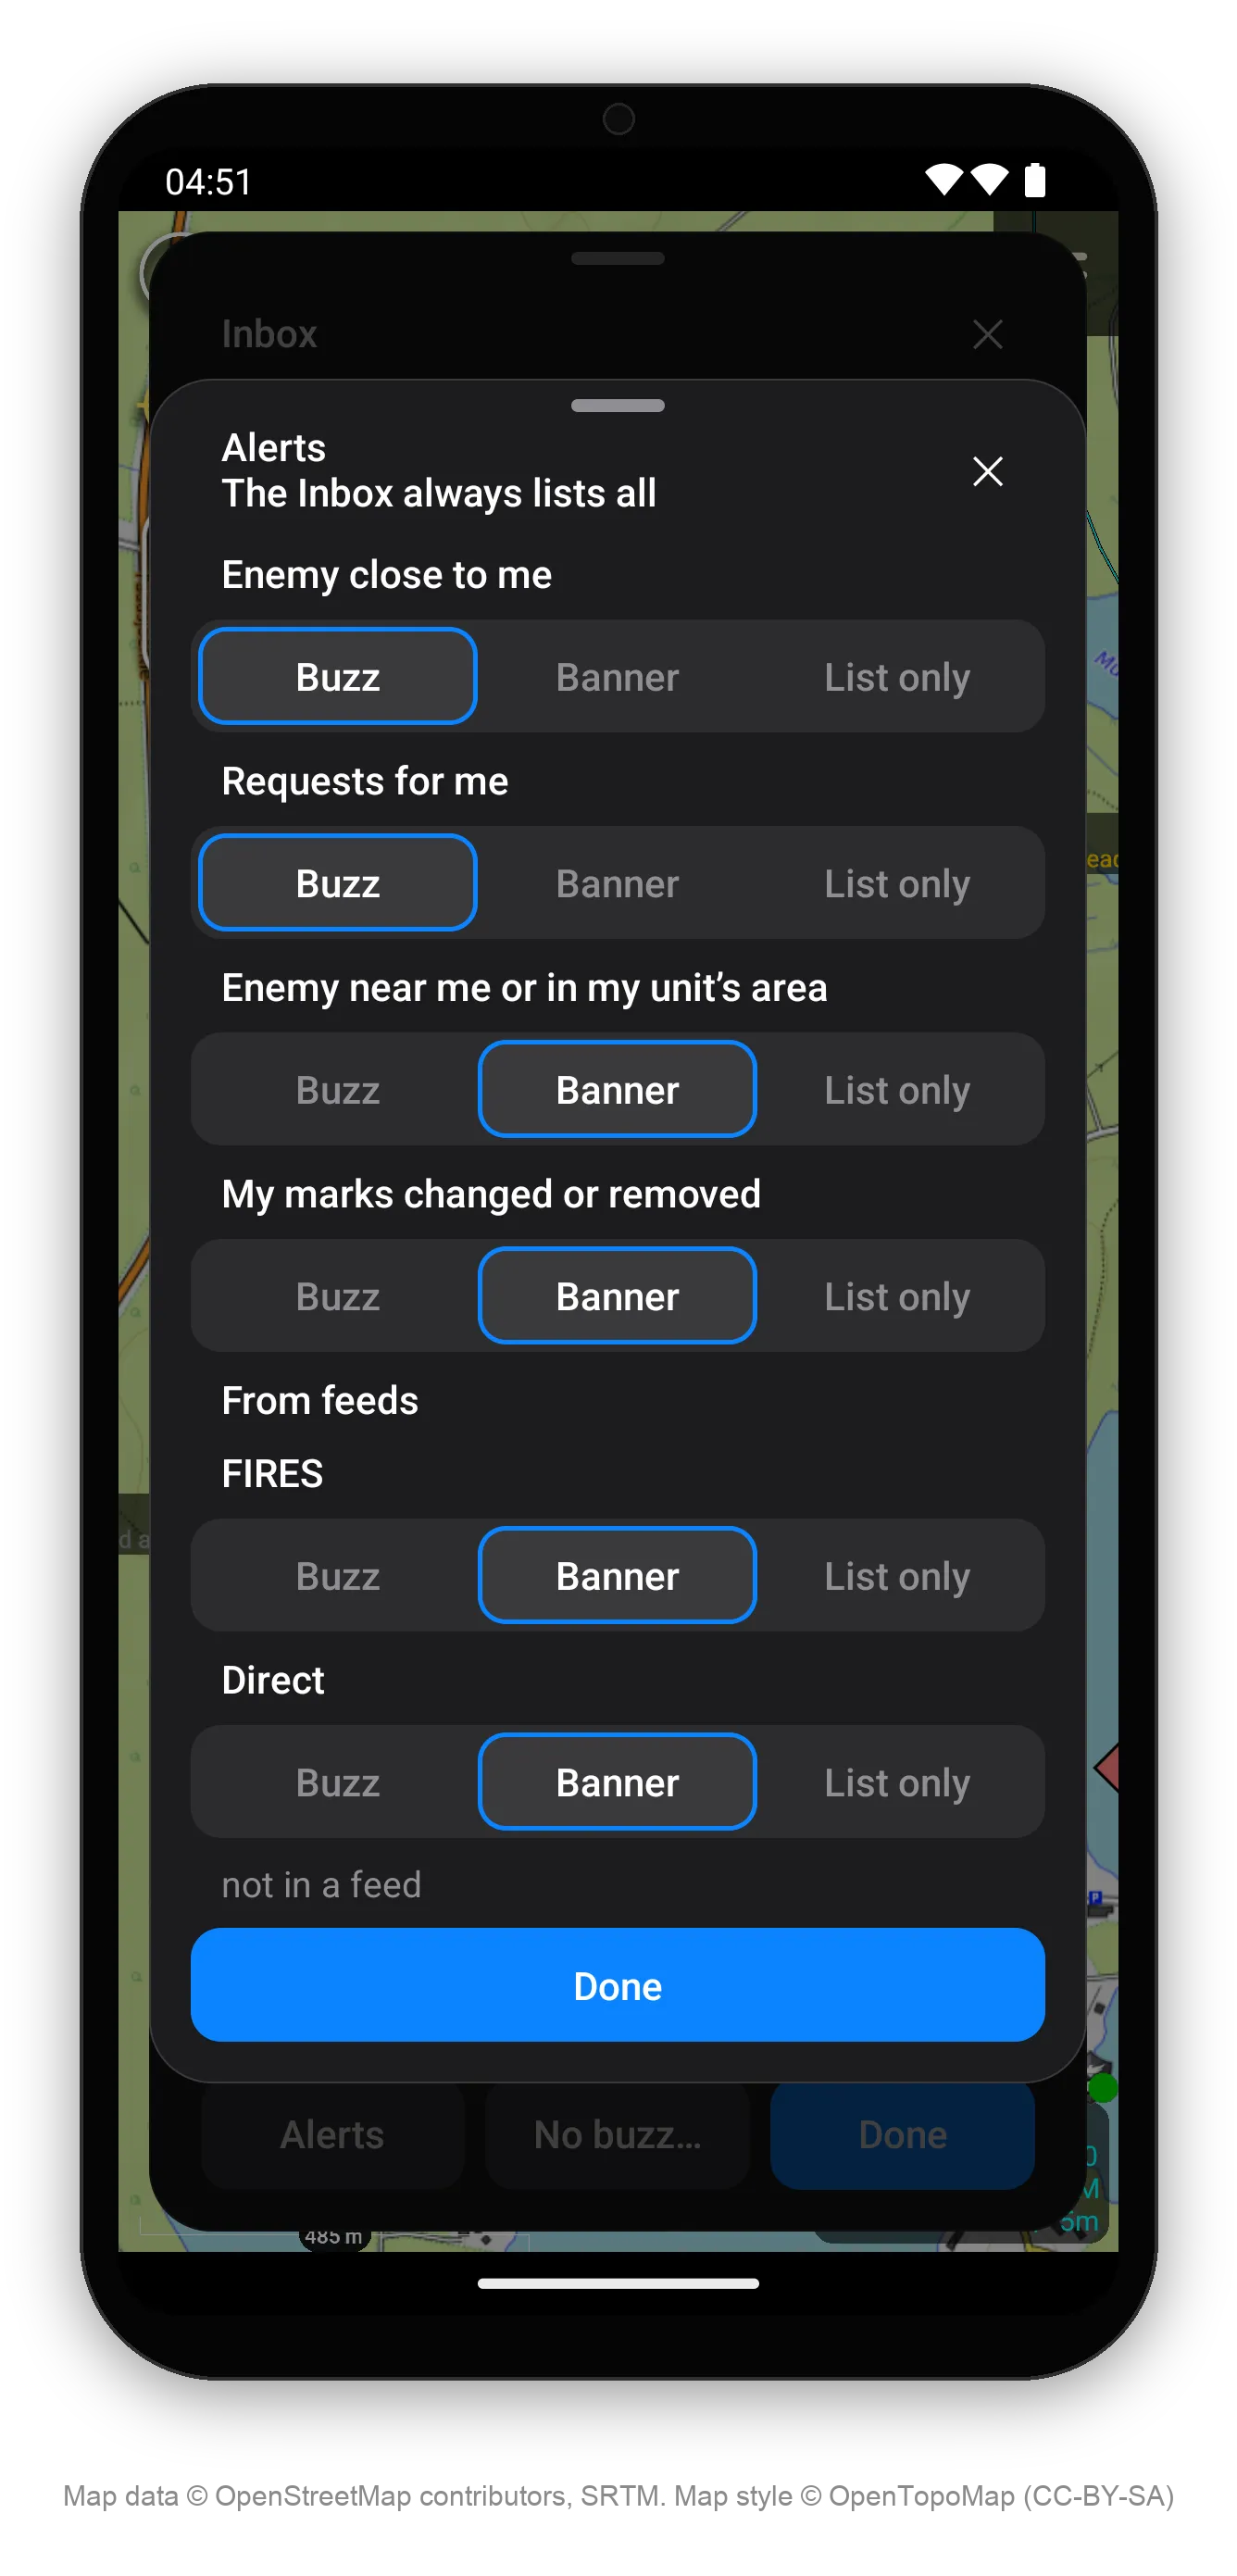 04:51
Inbox
Alerts
The Inbox always lists all
Enemy close to me
Buzz Banner List only
Requests for me
Buzz Banner List only
Enemy near me or in my unit’s area
Buzz Banner List only
My marks changed or removed
Buzz Banner List only
From feeds
FIRES
Buzz Banner List only
Direct
Buzz Banner List only
not in a feed
Done
Alerts No buzz… Done
485 m
5m
Map data © OpenStreetMap contributors, SRTM. Map style © OpenTopoMap (CC-BY-SA)